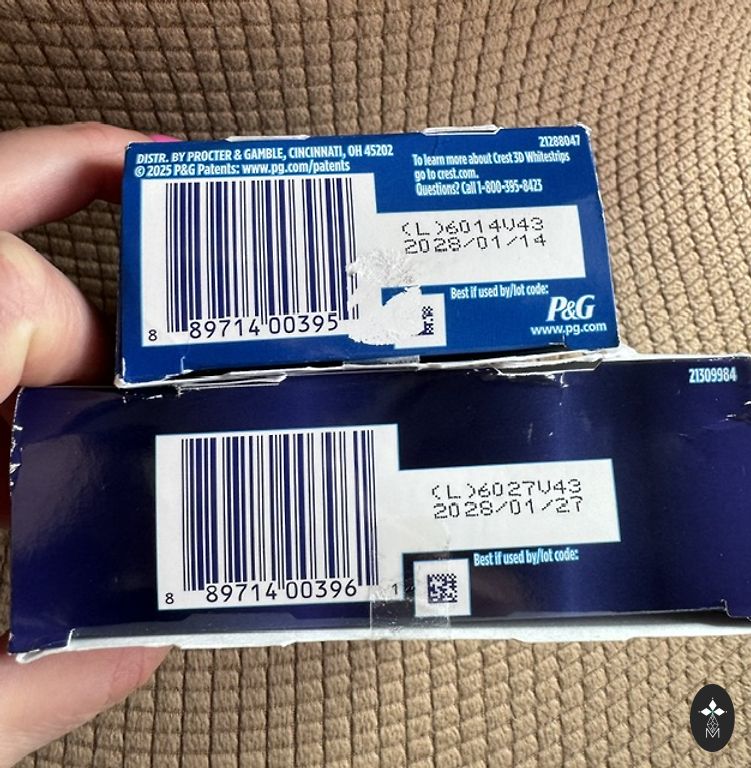 DISTR. BY PROCTER & GAMBLE, CINCINNATI, OH 45202
© 2025 P&G Patents: www.pg.com/patents
21288047
To learn more about Crest 3D Whitestrips
go to crest.com.
Questions? Call 1-800-395-8423
(L)6014V43
2028/01/14
Best if used by/lot code:
8 89714 00395
P&G
www.pg.com
21309984
(L)6027V43
2028/01/27
Best if used by/lot code:
8 89714 00396 1
M